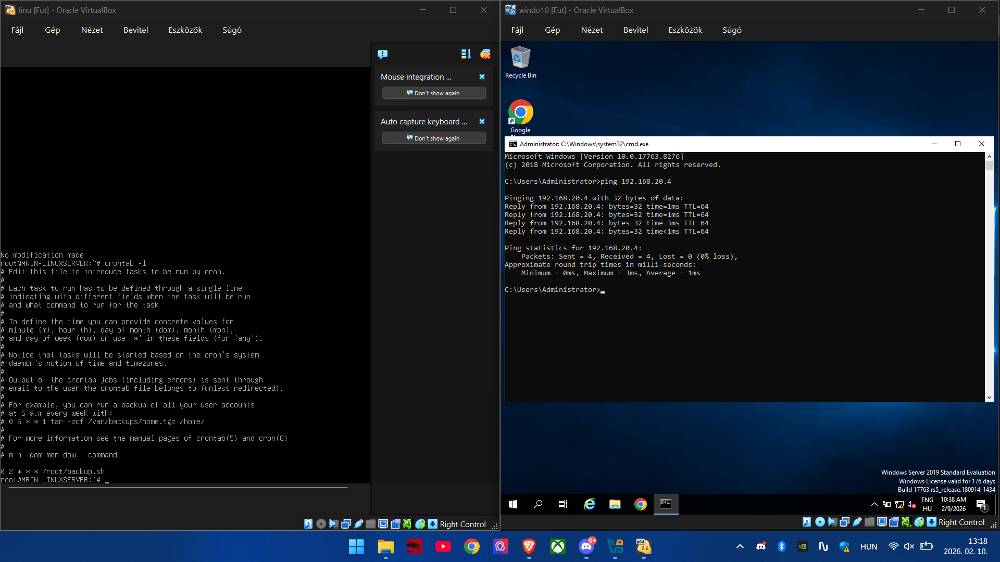 linu [Fut] - Oracle VirtualBox
Fájl Gép Nézet Bevitel Eszközök Súgó
Mouse integration ...
Don't show again
Auto capture keyboard ...
Don't show again
No modification made
root@MRIN-LINUXSERVER:~# crontab -l
# Edit this file to introduce tasks to be run by cron.
#
# Each task to run has to be defined through a single line
# indicating with different fields when the task will be run
# and what command to run for the task
#
# To define the time you can provide concrete values for
# minute (m), hour (h), day of month (dom), month (mon),
# and day of week (dow) or use '*' in these fields (for 'any').
#
# Notice that tasks will be started based on the cron's system
# daemon's notion of time and timezones.
#
# Output of the crontab jobs (including errors) is sent through
# email to the user the crontab file belongs to (unless redirected).
#
# For example, you can run a backup of all your user accounts
# at 5 a.m every week with:
# 0 5 * * 1 tar -zcf /var/backups/home.tgz /home/
#
# For more information see the manual pages of crontab(5) and cron(8)
#
# m h  dom mon dow   command
0 2 * * * /root/backup.sh
root@MRIN-LINUXSERVER:~# _
Right Control
windo10 [Fut] - Oracle VirtualBox
Fájl Gép Nézet Bevitel Eszközök Súgó
Recycle Bin
Google
Administrator: C:\Windows\system32\cmd.exe
Microsoft Windows [Version 10.0.17763.8276]
(c) 2018 Microsoft Corporation. All rights reserved.
C:\Users\Administrator>ping 192.168.20.4
Pinging 192.168.20.4 with 32 bytes of data:
Reply from 192.168.20.4: bytes=32 time=1ms TTL=64
Reply from 192.168.20.4: bytes=32 time=1ms TTL=64
Reply from 192.168.20.4: bytes=32 time=3ms TTL=64
Reply from 192.168.20.4: bytes=32 time<1ms TTL=64
Ping statistics for 192.168.20.4:
    Packets: Sent = 4, Received = 4, Lost = 0 (0% loss),
Approximate round trip times in milli-seconds:
    Minimum = 0ms, Maximum = 3ms, Average = 1ms
C:\Users\Administrator>_
Windows Server 2019 Standard Evaluation
Windows License valid for 176 days
Build 17763.rs5_release.180914-1434
ENG
HU
10:38 AM
2/9/2026
1
Right Control
9+
x64
2.6
HUN
13:18
2026. 02. 10.